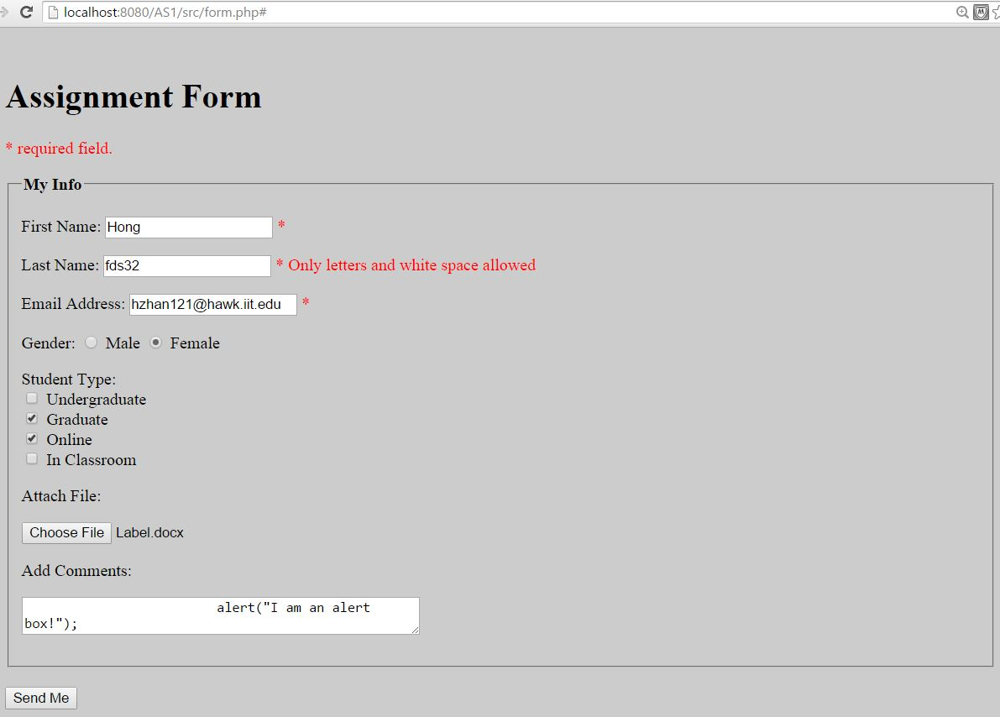 localhost:8080/AS1/src/form.php#
Assignment Form
* required field.
My Info
First Name: Hong *
Last Name: fds32 * Only letters and white space allowed
Email Address: hzhan121@hawk.iit.edu *
Gender: Male Female
Student Type:
Undergraduate
Graduate
Online
In Classroom
Attach File:
Choose File Label.docx
Add Comments:
alert("I am an alert
box!");
Send Me